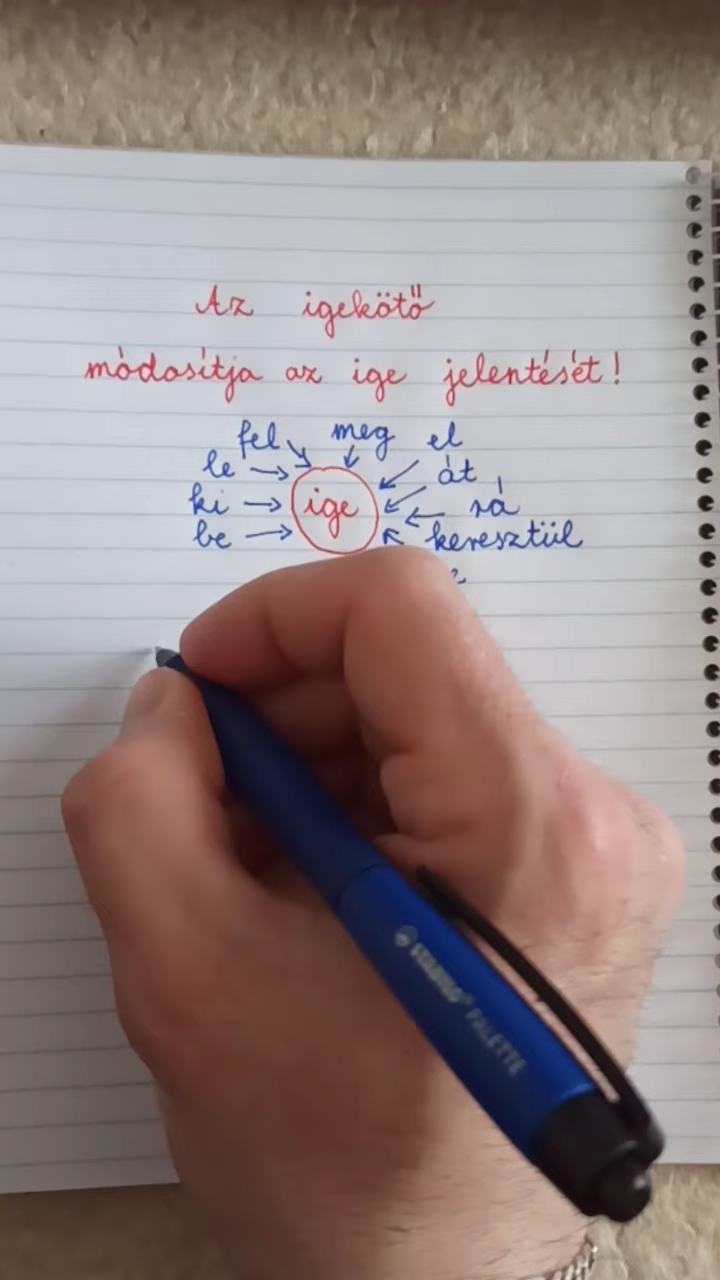 Az igekötő
módosítja az ige jelentését!
fel meg el
le át
ki ige rá
be keresztül
STABILO® PALETTE